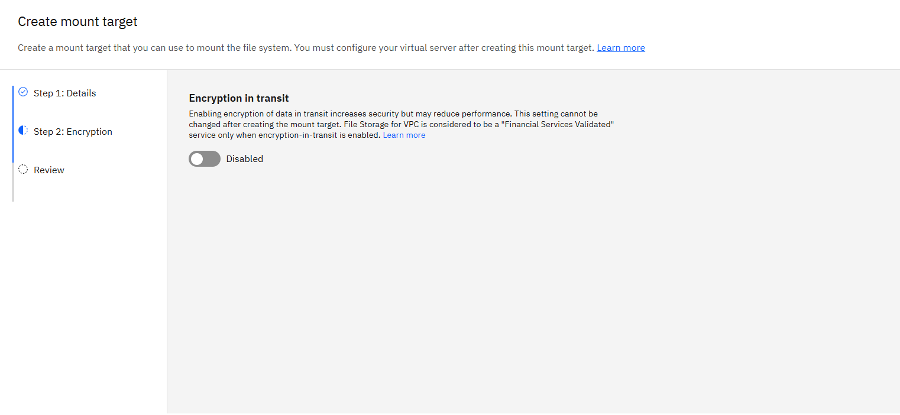 Create mount target
Create a mount target that you can use to mount the file system. You must configure your virtual server after creating this mount target. Learn more
Step 1: Details
Step 2: Encryption
Review
Encryption in transit
Enabling encryption of data in transit increases security but may reduce performance. This setting cannot be
changed after creating the mount target. File Storage for VPC is considered to be a "Financial Services Validated"
service only when encryption-in-transit is enabled. Learn more
Disabled